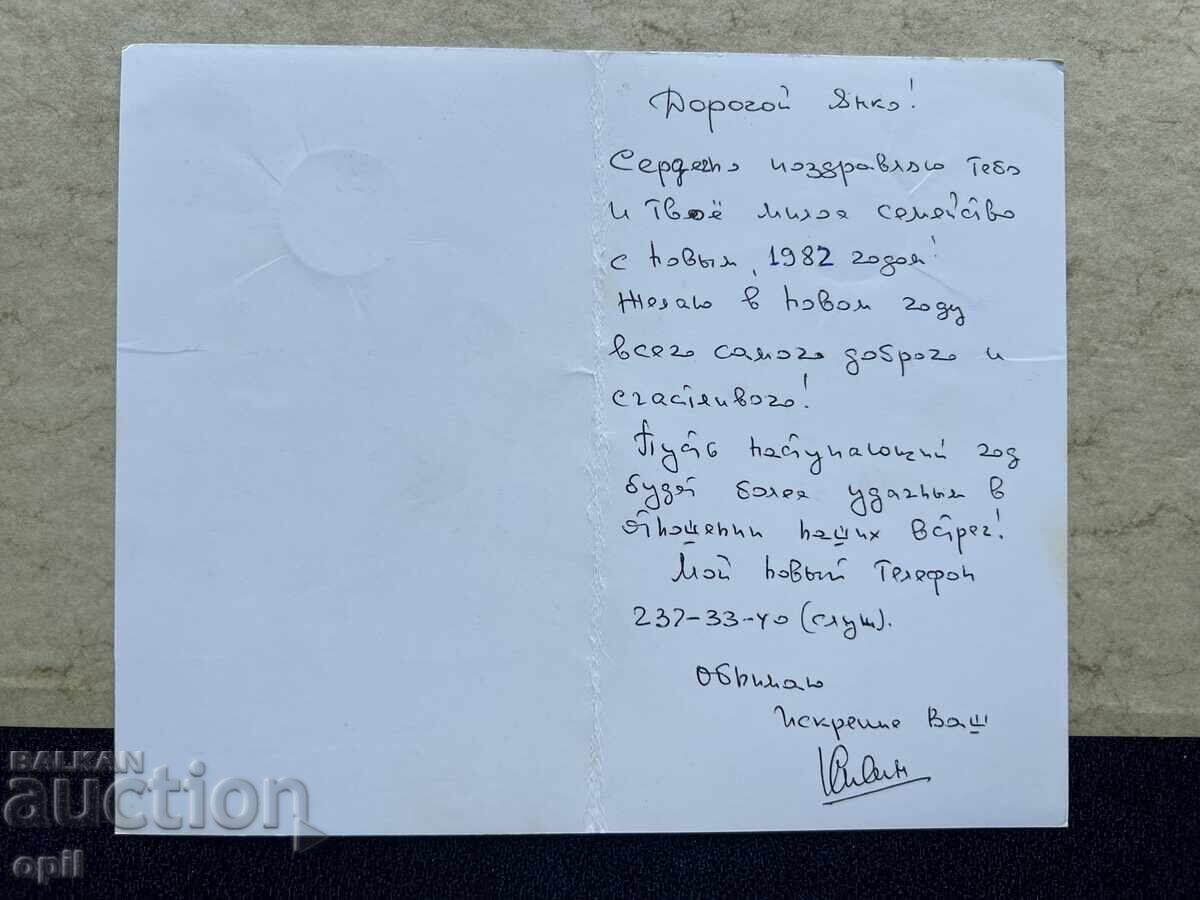 Дорогой Янко!
Сердечно поздравляю Тебя
и Твоё милое семейство
с Новым, 1982 годом!
Желаю в Новом году
всего самого доброго и
счастливого!
Пусть наступающий год
будет более удачным в
отношении наших встреч!
Мой новый телефон
237-33-40 (служ).
Обнимаю
Искренне Ваш
BALKAN
auction
opil